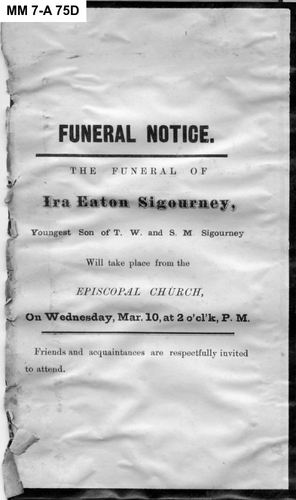 MM 7-A 75D
FUNERAL NOTICE.
THE FUNERAL OF
Ira Eaton Sigourney,
Youngest Son of T. W. and S. M Sigourney
Will take place from the
EPISCOPAL CHURCH,
On Wednesday, Mar. 10, at 2 o'cl'k, P. M.
Friends and acquaintances are respectfully invited
to attend.